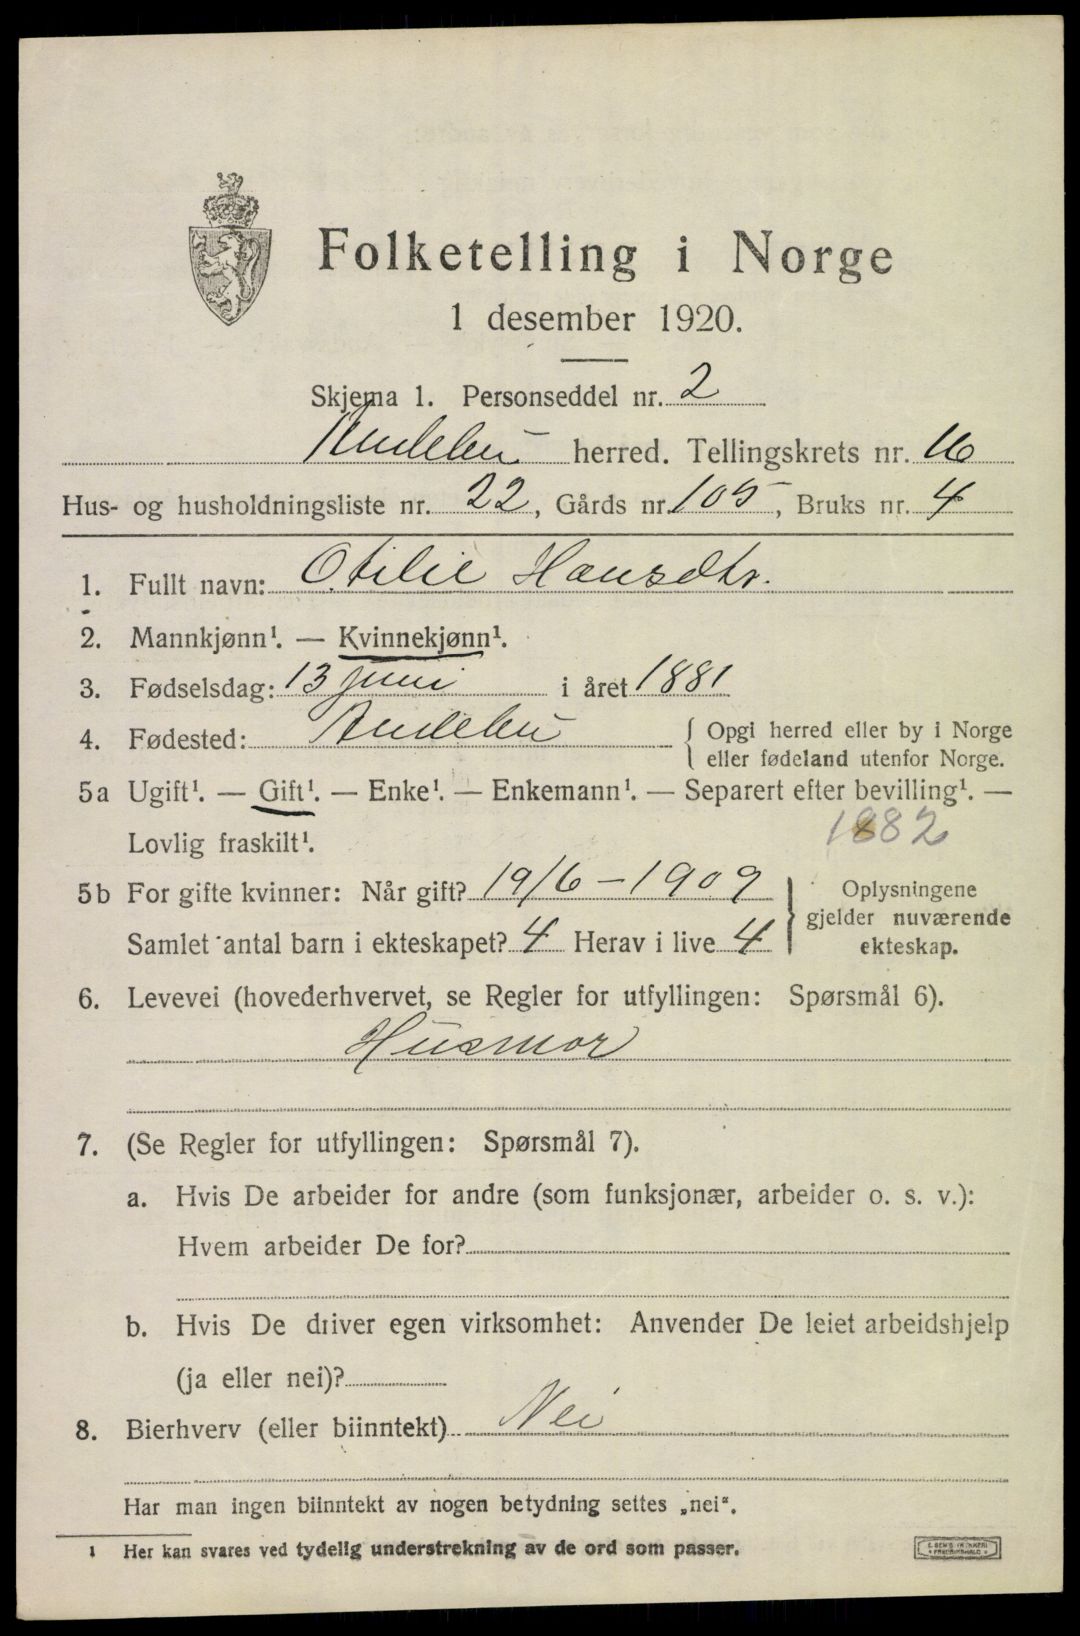 Folketelling i Norge
1 desember 1920.
Skjema 1. Personseddel nr. 2
Andebu herred. Tellingskrets nr. 16
Hus- og husholdningsliste nr. 22, Gårds nr. 105, Bruks nr. 4
1. Fullt navn: Otilie Hansdtr.
2. Mannkjønn¹. — Kvinnekjønn¹.
3. Fødselsdag: 13 juni i året 1881
4. Fødested: Andebu { Opgi herred eller by i Norge
eller fødeland utenfor Norge.
5a Ugift¹. — Gift¹. — Enke¹. — Enkemann¹. — Separert efter bevilling¹. —
Lovlig fraskilt¹. 1882
5b For gifte kvinner: Når gift? 19/6 – 1909
Samlet antal barn i ekteskapet? 4 Herav i live 4
} Oplysningene
gjelder nuværende
ekteskap.
6. Levevei (hovederhvervet, se Regler for utfyllingen: Spørsmål 6).
Husmor
7. (Se Regler for utfyllingen: Spørsmål 7).
a. Hvis De arbeider for andre (som funksjonær, arbeider o. s. v.):
Hvem arbeider De for?
b. Hvis De driver egen virksomhet: Anvender De leiet arbeidshjelp
(ja eller nei)?
8. Bierhverv (eller biinntekt) Nei
Har man ingen biinntekt av nogen betydning settes „nei".
1 Her kan svares ved tydelig understrekning av de ord som passer.